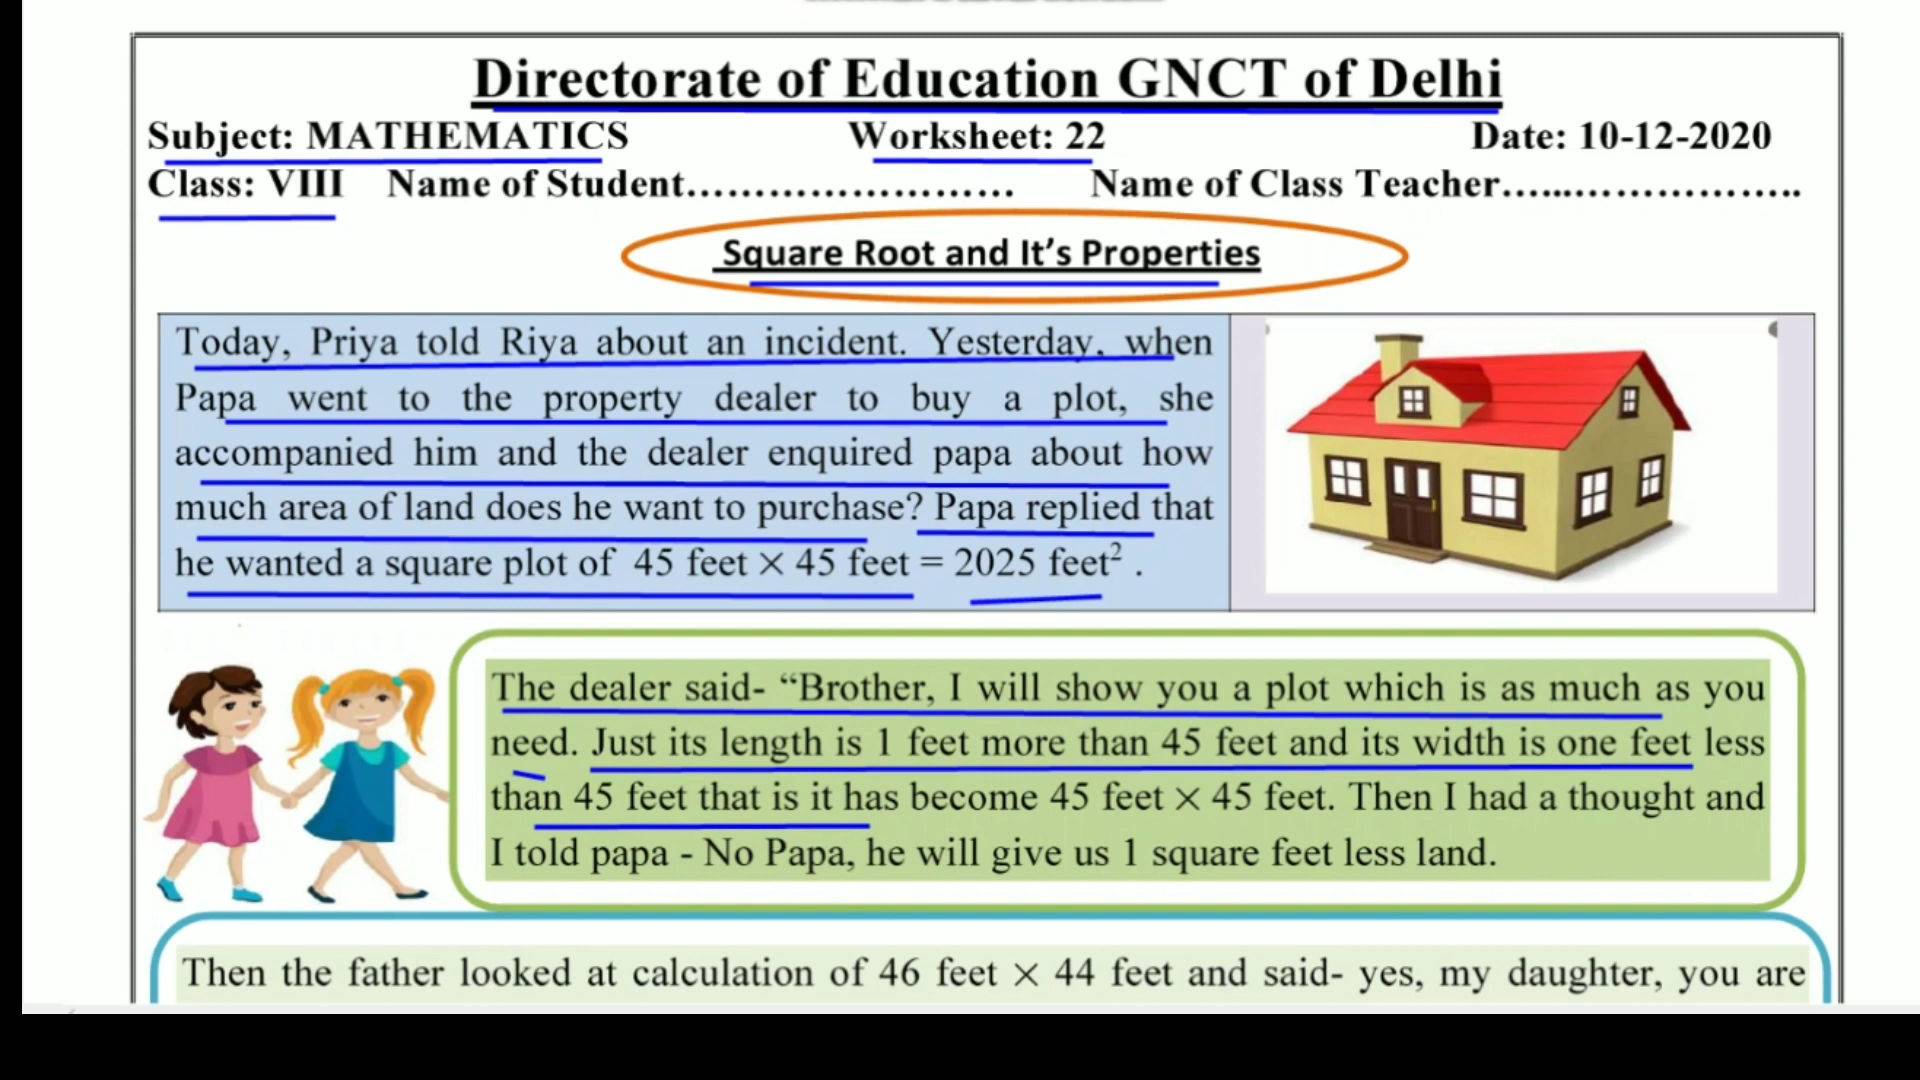 Directorate of Education GNCT of Delhi
Subject: MATHEMATICS Worksheet: 22 Date: 10-12-2020
Class: VIII Name of Student........................ Name of Class Teacher......................
Square Root and It's Properties
Today, Priya told Riya about an incident. Yesterday, when
Papa went to the property dealer to buy a plot, she
accompanied him and the dealer enquired papa about how
much area of land does he want to purchase? Papa replied that
he wanted a square plot of 45 feet × 45 feet = 2025 feet² .
The dealer said- “Brother, I will show you a plot which is as much as you
need. Just its length is 1 feet more than 45 feet and its width is one feet less
than 45 feet that is it has become 45 feet × 45 feet. Then I had a thought and
I told papa - No Papa, he will give us 1 square feet less land.
Then the father looked at calculation of 46 feet × 44 feet and said- yes, my daughter, you are